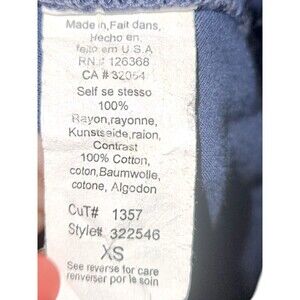 Made in,Fait dans,
Hecho en,
feito em U.S.A
RN # 126368
CA # 32054
Self se stesso
100%
Rayon,rayonne,
Kunstseide,raion,
Contrast
100% Cotton,
coton,Baumwolle,
cotone, Algodon
CuT# 1357
Style# 322546
XS
See reverse for care
renverser por le soin